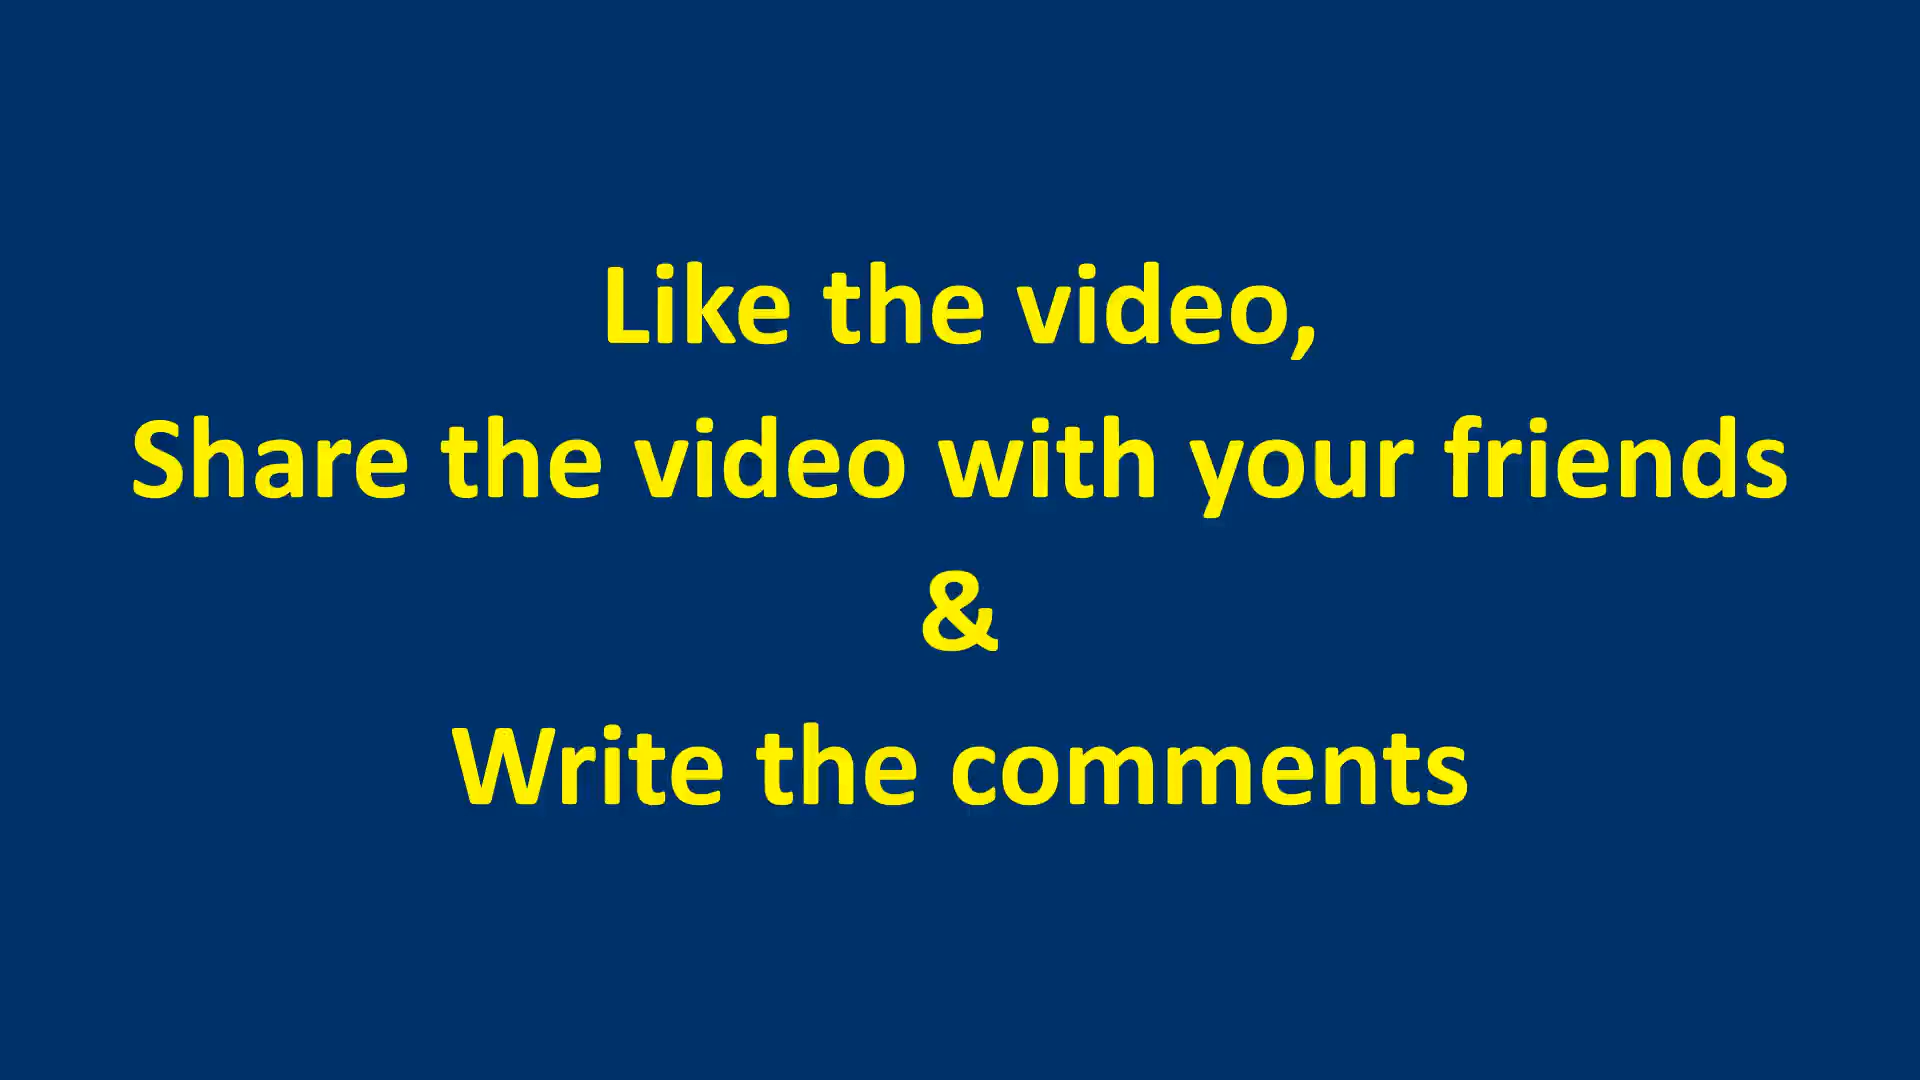 Like the video,
Share the video with your friends
&
Write the comments